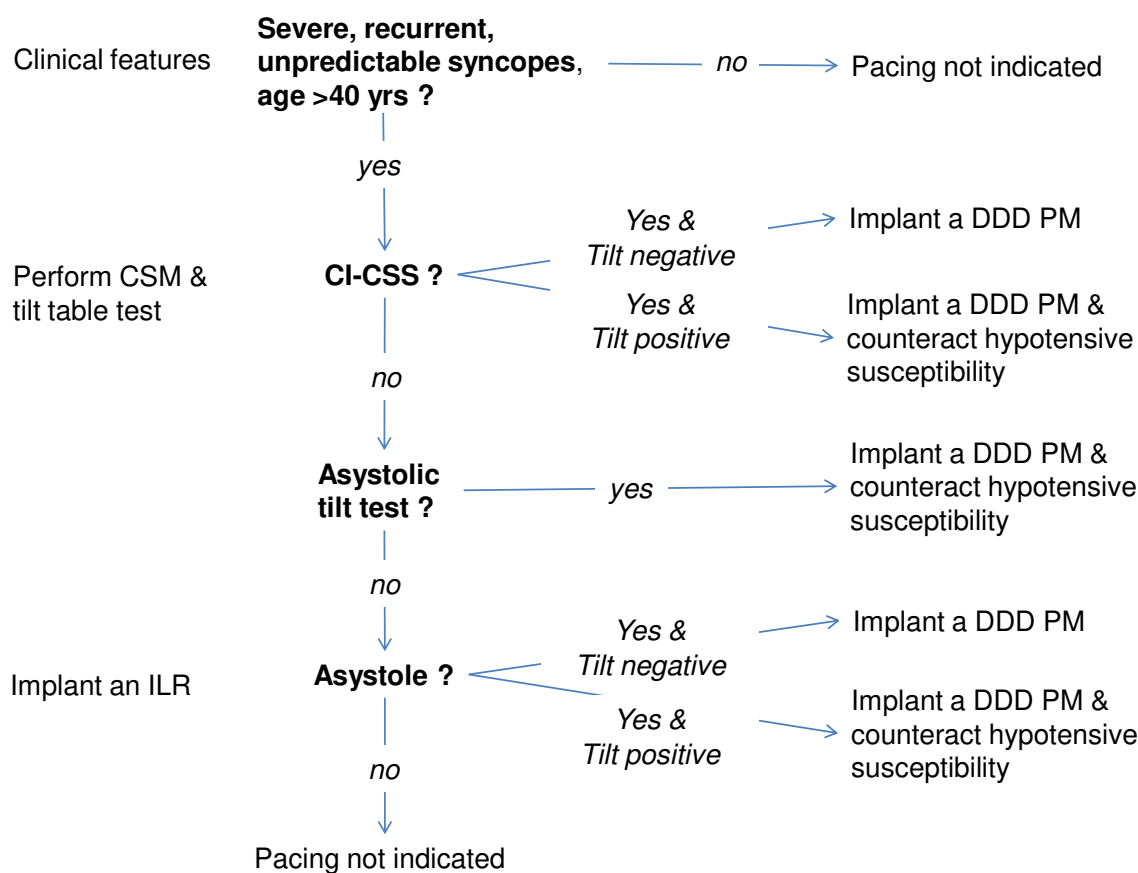 Clinical features
Severe, recurrent,
unpredictable syncopes,
age >40 yrs ?
no
Pacing not indicated
yes
Perform CSM &
tilt table test
CI-CSS ?
Yes &
Tilt negative
Implant a DDD PM
Yes &
Tilt positive
Implant a DDD PM &
counteract hypotensive
susceptibility
no
Asystolic
tilt test ?
yes
Implant a DDD PM &
counteract hypotensive
susceptibility
no
Implant an ILR
Asystole ?
Yes &
Tilt negative
Implant a DDD PM
Yes &
Tilt positive
Implant a DDD PM &
counteract hypotensive
susceptibility
no
Pacing not indicated